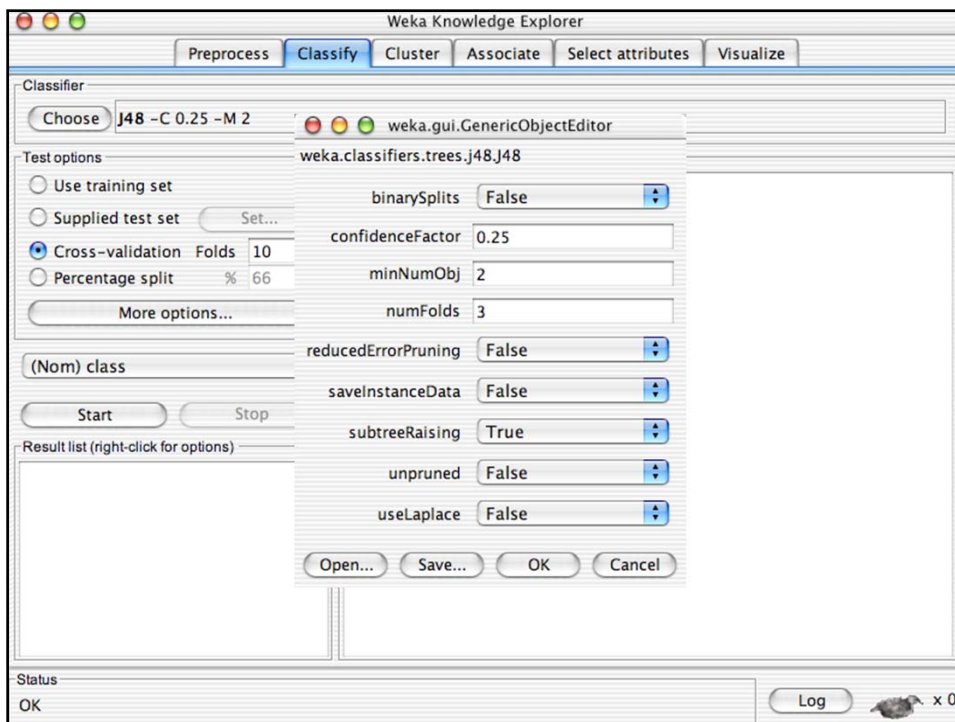 Weka Knowledge Explorer
Preprocess Classify Cluster Associate Select attributes Visualize
Classifier
Choose J48 -C 0.25 -M 2
Test options
Use training set
Supplied test set Set...
Cross-validation Folds 10
Percentage split % 66
More options...
(Nom) class
Start Stop
Result list (right-click for options)
weka.gui.GenericObjectEditor
weka.classifiers.trees.j48.J48
binarySplits False
confidenceFactor 0.25
minNumObj 2
numFolds 3
reducedErrorPruning False
saveInstanceData False
subtreeRaising True
unpruned False
useLaplace False
Open... Save... OK Cancel
Status
OK
Log x 0